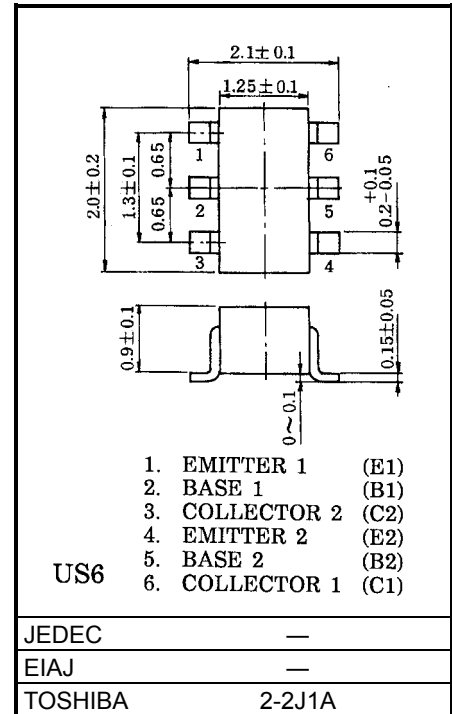 2.1±0.1
1.25±0.1
1
6
2
5
3
4
2.0±0.2
1.3±0.1
0.65
0.65
+0.1
0.2-0.05
0.9±0.1
0.15±0.05
0~0.1
1. EMITTER 1 (E1)
2. BASE 1 (B1)
3. COLLECTOR 2 (C2)
4. EMITTER 2 (E2)
5. BASE 2 (B2)
US6 6. COLLECTOR 1 (C1)
JEDEC —
EIAJ —
TOSHIBA 2-2J1A